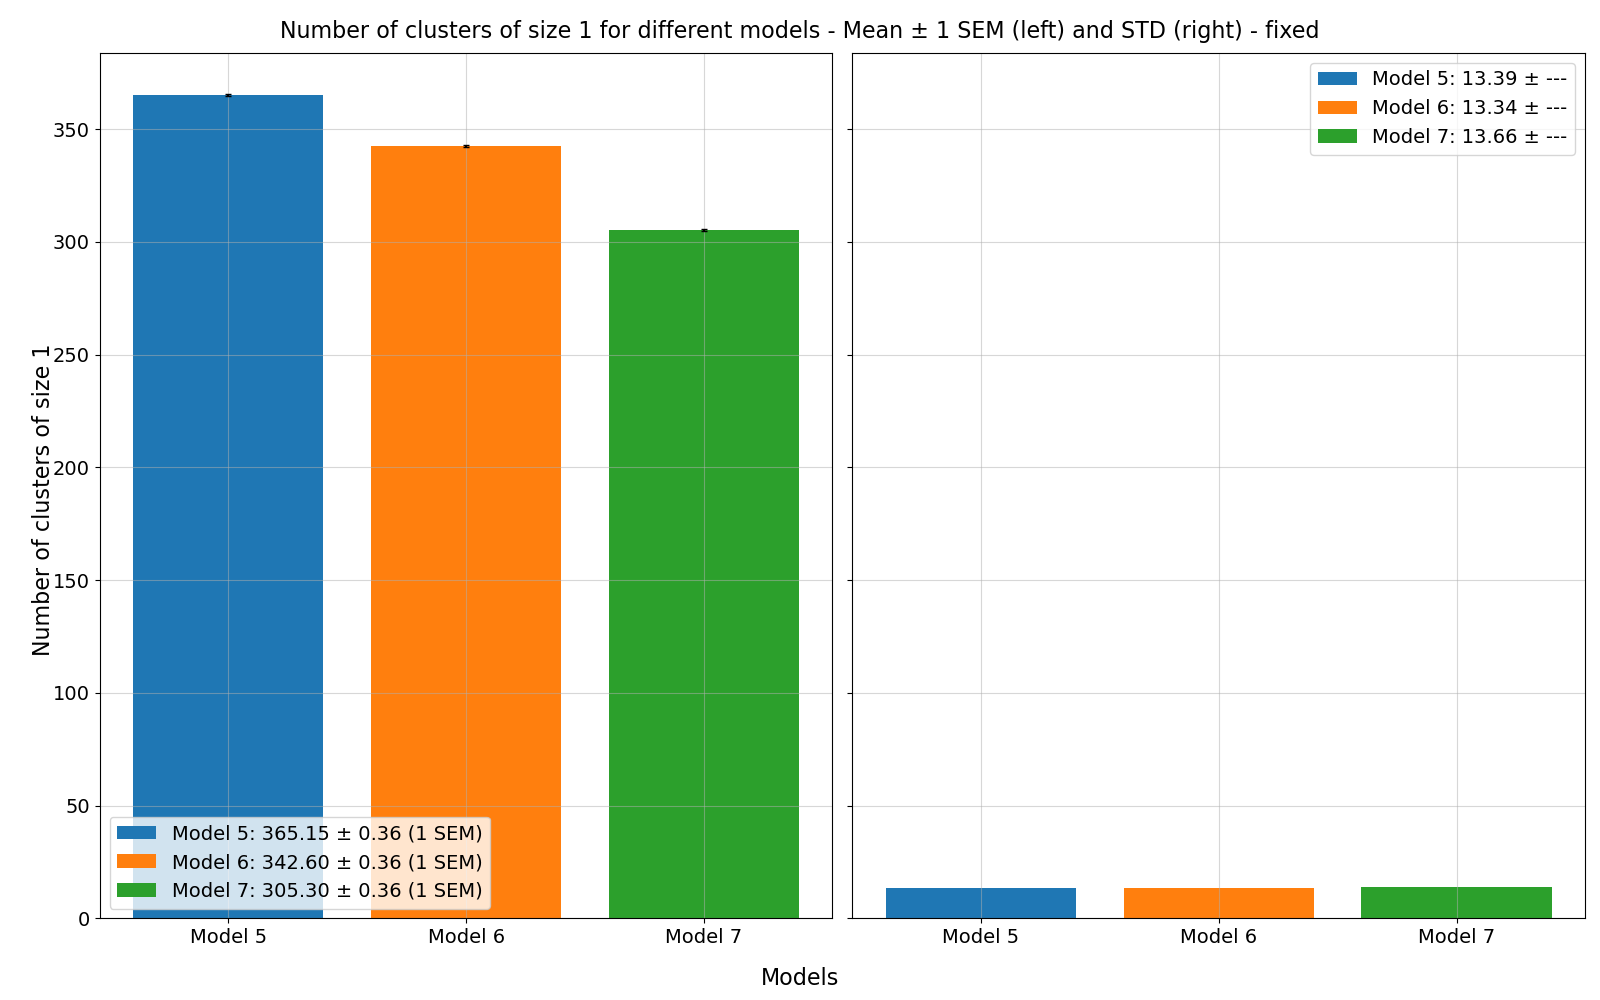 Number of clusters of size 1 for different models - Mean ± 1 SEM (left) and STD (right) - fixed
Number of clusters of size 1
350
300
250
200
150
100
50
0
Model 5: 365.15 ± 0.36 (1 SEM)
Model 6: 342.60 ± 0.36 (1 SEM)
Model 7: 305.30 ± 0.36 (1 SEM)
Model 5
Model 6
Model 7
Model 5: 13.39 ± ---
Model 6: 13.34 ± ---
Model 7: 13.66 ± ---
Model 5
Model 6
Model 7
Models